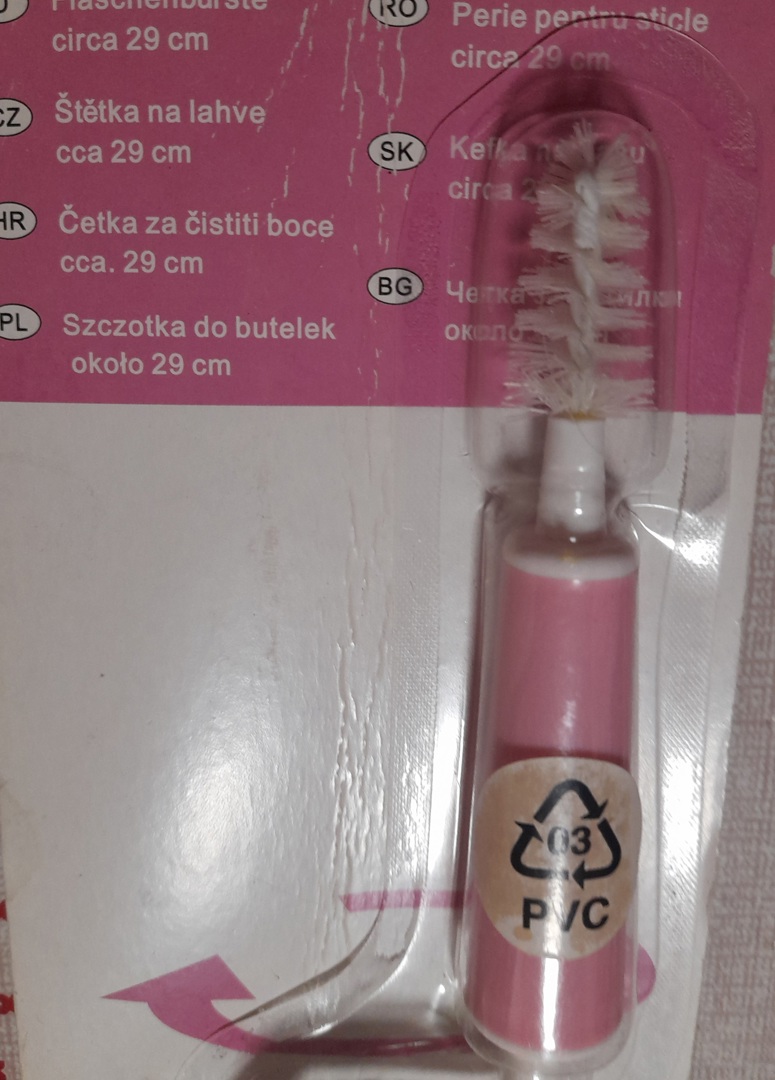 Flaschenbürste
circa 29 cm
CZ
Štětka na lahve
cca 29 cm
HR
Četka za čistiti boce
cca. 29 cm
PL
Szczotka do butelek
około 29 cm
RO
Perie pentru sticle
circa 29 cm
SK
Kefka
circa
BG
Четка
около
03
PVC